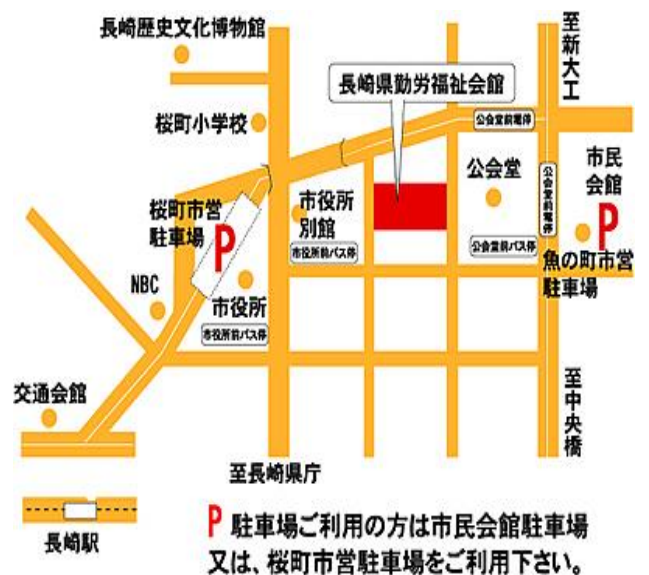 長崎歴史文化博物館
至新大工
長崎県勤労福祉会館
桜町小学校
公会堂前電停
公会堂
市民
会館
公会堂前電停
桜町市営
駐車場
P
市役所
別館
市役所前バス停
公会堂前バス停
P
魚の町市営
駐車場
NBC
市役所
市役所前バス停
交通会館
至中央橋
至長崎県庁
長崎駅
P 駐車場ご利用の方は市民会館駐車場
又は、桜町市営駐車場をご利用下さい。